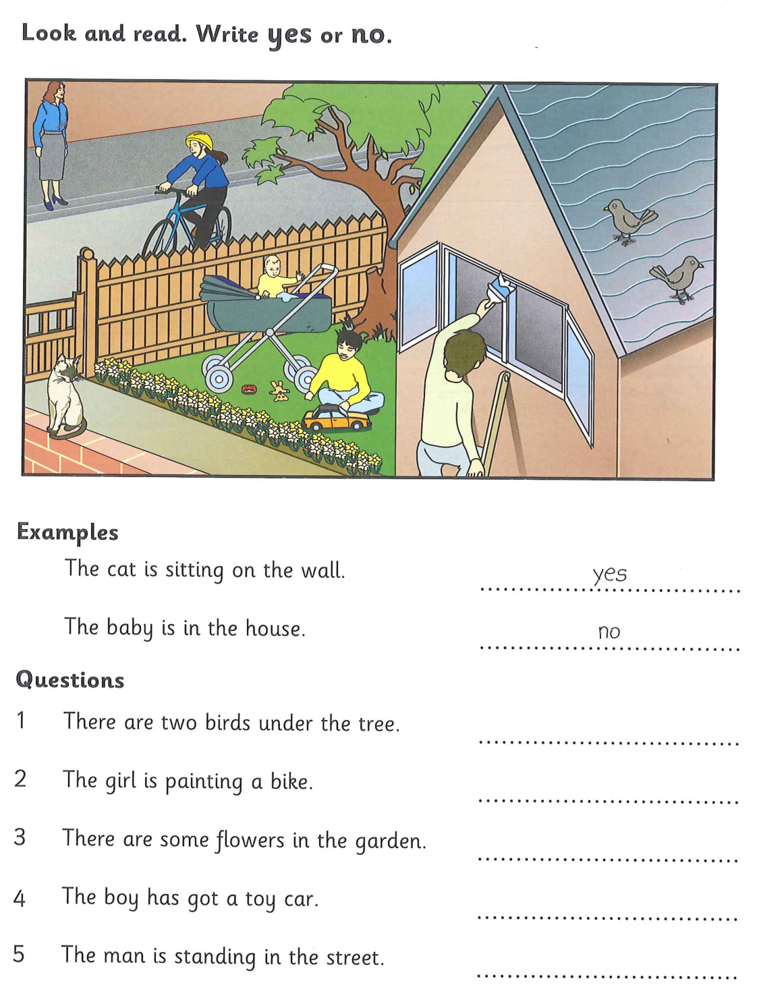 Look and read. Write yes or no.
Examples
The cat is sitting on the wall. yes
The baby is in the house. no
Questions
1 There are two birds under the tree.
2 The girl is painting a bike.
3 There are some flowers in the garden.
4 The boy has got a toy car.
5 The man is standing in the street.